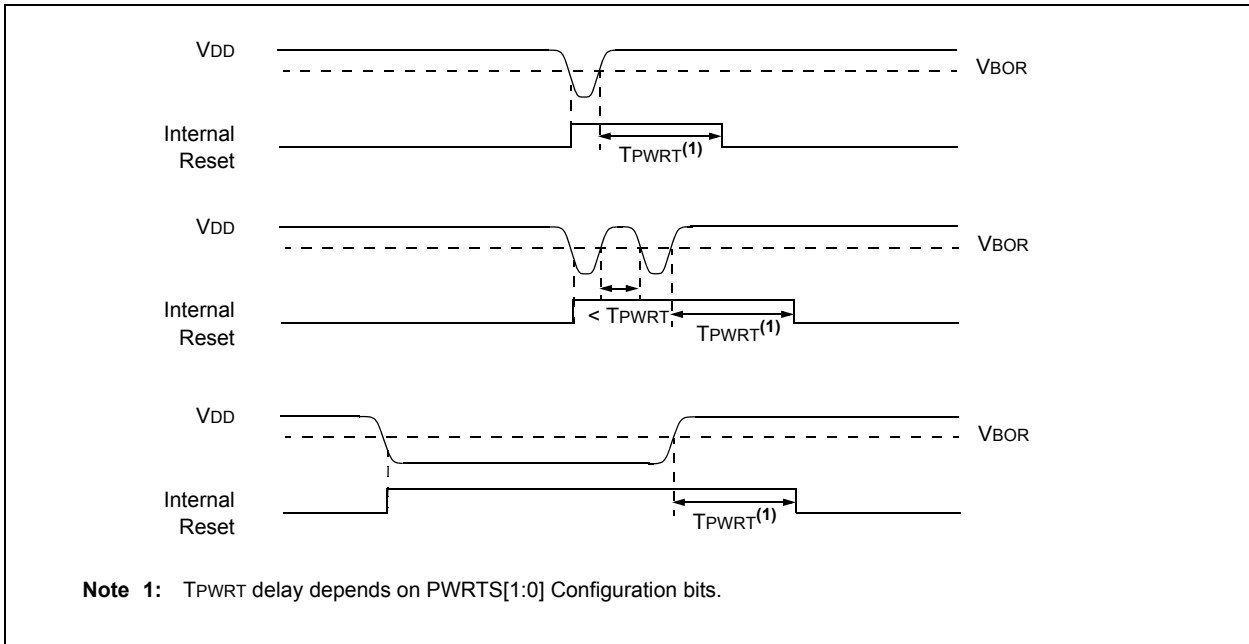 VDD
VBOR
Internal
Reset
TPWRT(1)
VDD
VBOR
Internal
Reset
< TPWRT
TPWRT(1)
VDD
VBOR
Internal
Reset
TPWRT(1)
Note 1: TPWRT delay depends on PWRTS[1:0] Configuration bits.